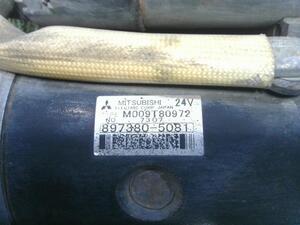 MITSUBISHI 24V
ELECTRIC CORP. JAPAN
M009T80972
NO. 7307
897380-5081